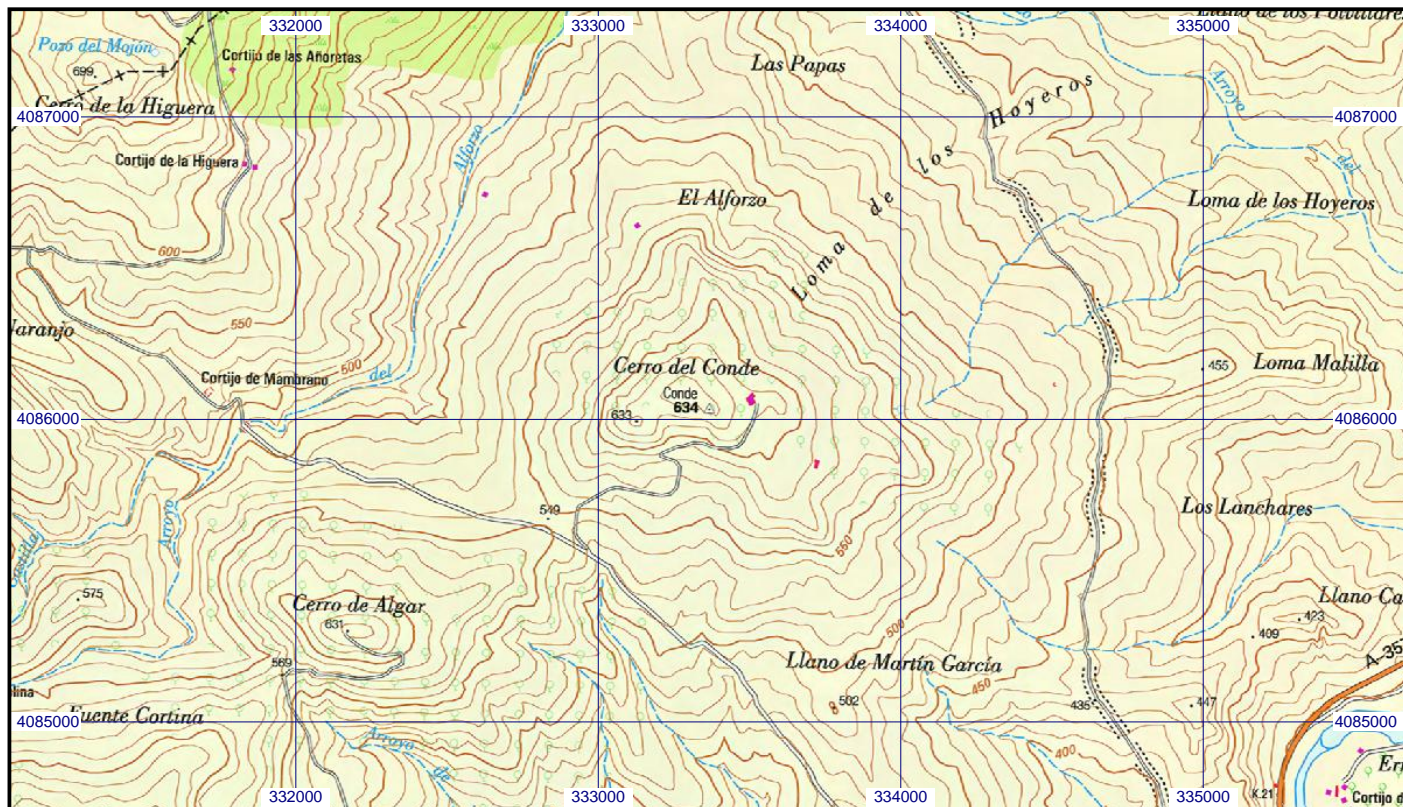 332000
333000
334000
335000
Pozo del Mojón
Cortijo de las Añoretas
Las Papas
699
Cerro de la Higuera
Hoyeros
Arroyo
4087000
4087000
Cortijo de la Higuera
Alforzo
los
del
El Alforzo
de
Loma de los Hoyeros
600
Loma
550
Naranjo
500
Cortijo de Mambrano
del
Cerro del Conde
455
Loma Malilla
Conde
634
633
4086000
4086000
549
Los Lanchares
Arroyo
550
575
Cerro de Algar
631
500
Llano Ca
423
409
A-35
569
Llano de Martín García
450
lina
502
435
447
Fuente Cortina
4085000
4085000
Arroyo
de
400
K.21
Cortijo d
332000
333000
334000
335000